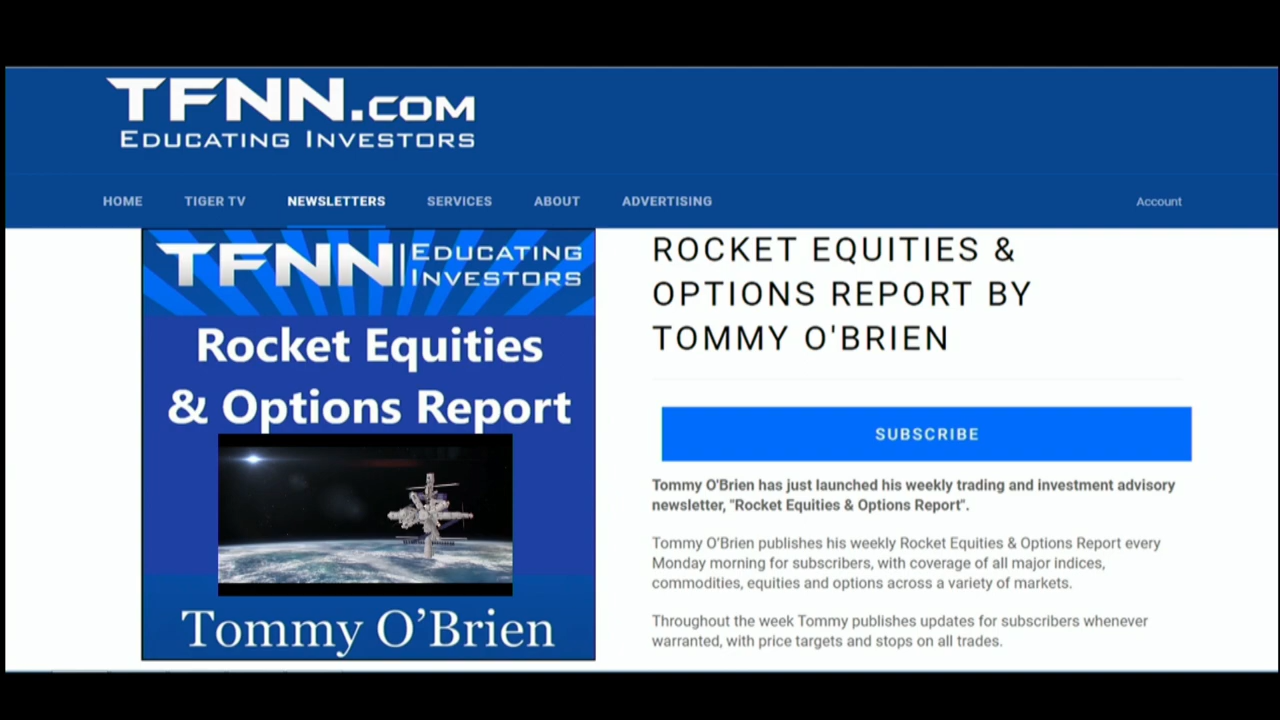 TFNN.COM
EDUCATING INVESTORS
HOME TIGER TV NEWSLETTERS SERVICES ABOUT ADVERTISING Account
TFNN EDUCATING
INVESTORS
Rocket Equities
& Options Report
Tommy O’Brien
ROCKET EQUITIES &
OPTIONS REPORT BY
TOMMY O'BRIEN
SUBSCRIBE
Tommy O'Brien has just launched his weekly trading and investment advisory
newsletter, "Rocket Equities & Options Report".
Tommy O'Brien publishes his weekly Rocket Equities & Options Report every
Monday morning for subscribers, with coverage of all major indices,
commodities, equities and options across a variety of markets.
Throughout the week Tommy publishes updates for subscribers whenever
warranted, with price targets and stops on all trades.